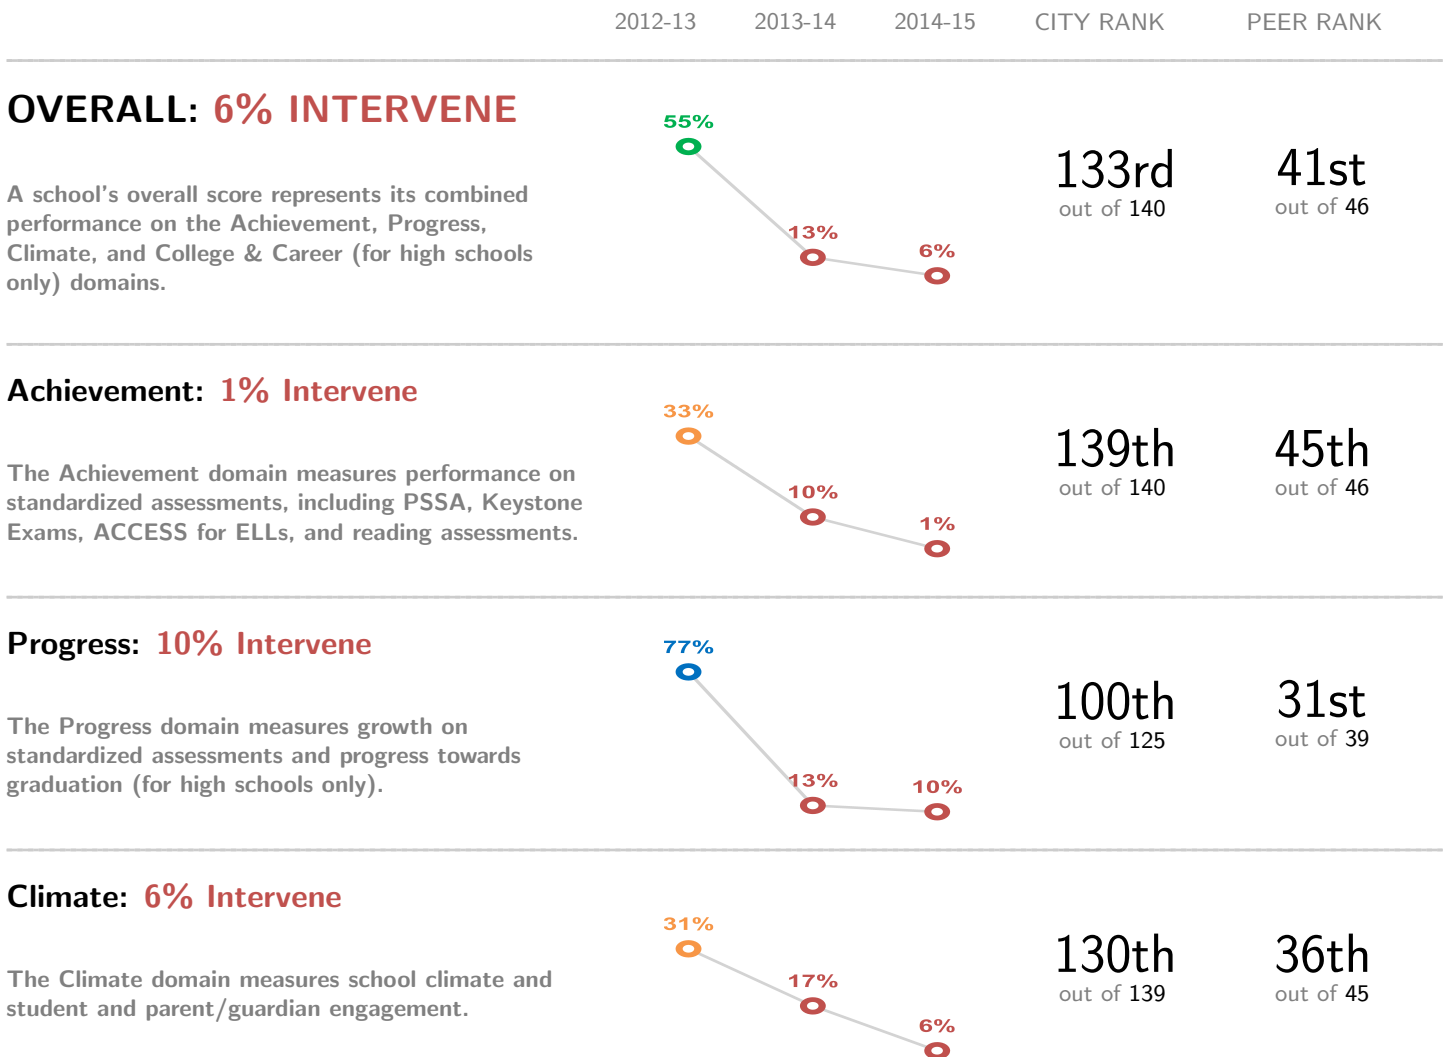 2012-13 2013-14 2014-15 CITY RANK PEER RANK
OVERALL: 6% INTERVENE
A school's overall score represents its combined
performance on the Achievement, Progress,
Climate, and College & Career (for high schools
only) domains.
55%
13%
6%
133rd
out of 140
41st
out of 46
Achievement: 1% Intervene
The Achievement domain measures performance on
standardized assessments, including PSSA, Keystone
Exams, ACCESS for ELLs, and reading assessments.
33%
10%
1%
139th
out of 140
45th
out of 46
Progress: 10% Intervene
The Progress domain measures growth on
standardized assessments and progress towards
graduation (for high schools only).
77%
13%
10%
100th
out of 125
31st
out of 39
Climate: 6% Intervene
The Climate domain measures school climate and
student and parent/guardian engagement.
31%
17%
6%
130th
out of 139
36th
out of 45